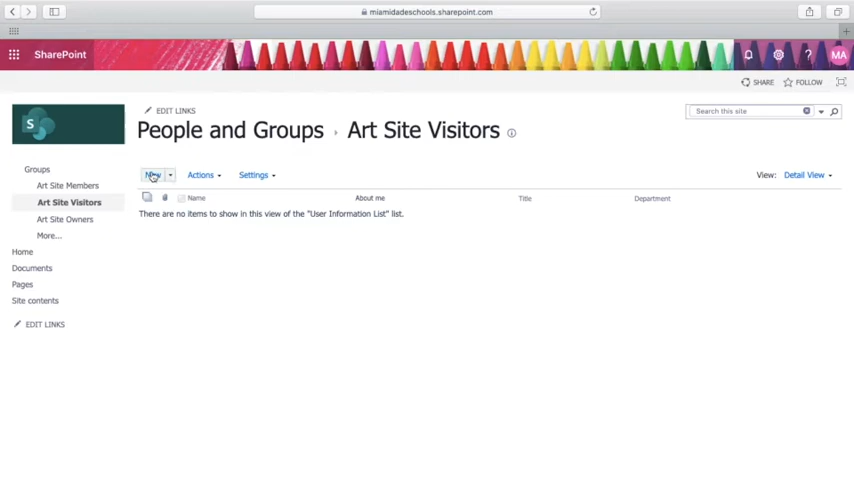 miamidadeschools.sharepoint.com
SharePoint
? MA
SHARE FOLLOW
S
EDIT LINKS
People and Groups › Art Site Visitors
Search this site
New Actions Settings View: Detail View
Name About me Title Department
There are no items to show in this view of the "User Information List" list.
Groups
Art Site Members
Art Site Visitors
Art Site Owners
More...
Home
Documents
Pages
Site contents
EDIT LINKS